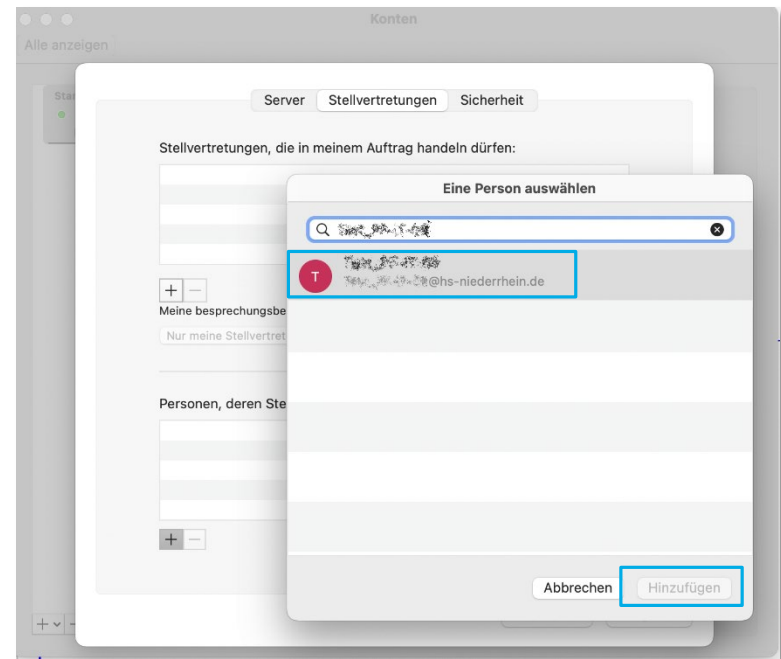 Konten
Alle anzeigen
Server Stellvertretungen Sicherheit
Stellvertretungen, die in meinem Auftrag handeln dürfen:
Eine Person auswählen
T
@hs-niederrhein.de
Meine besprechungsbe
Nur meine Stellvertret
Personen, deren Ste
Abbrechen Hinzufügen